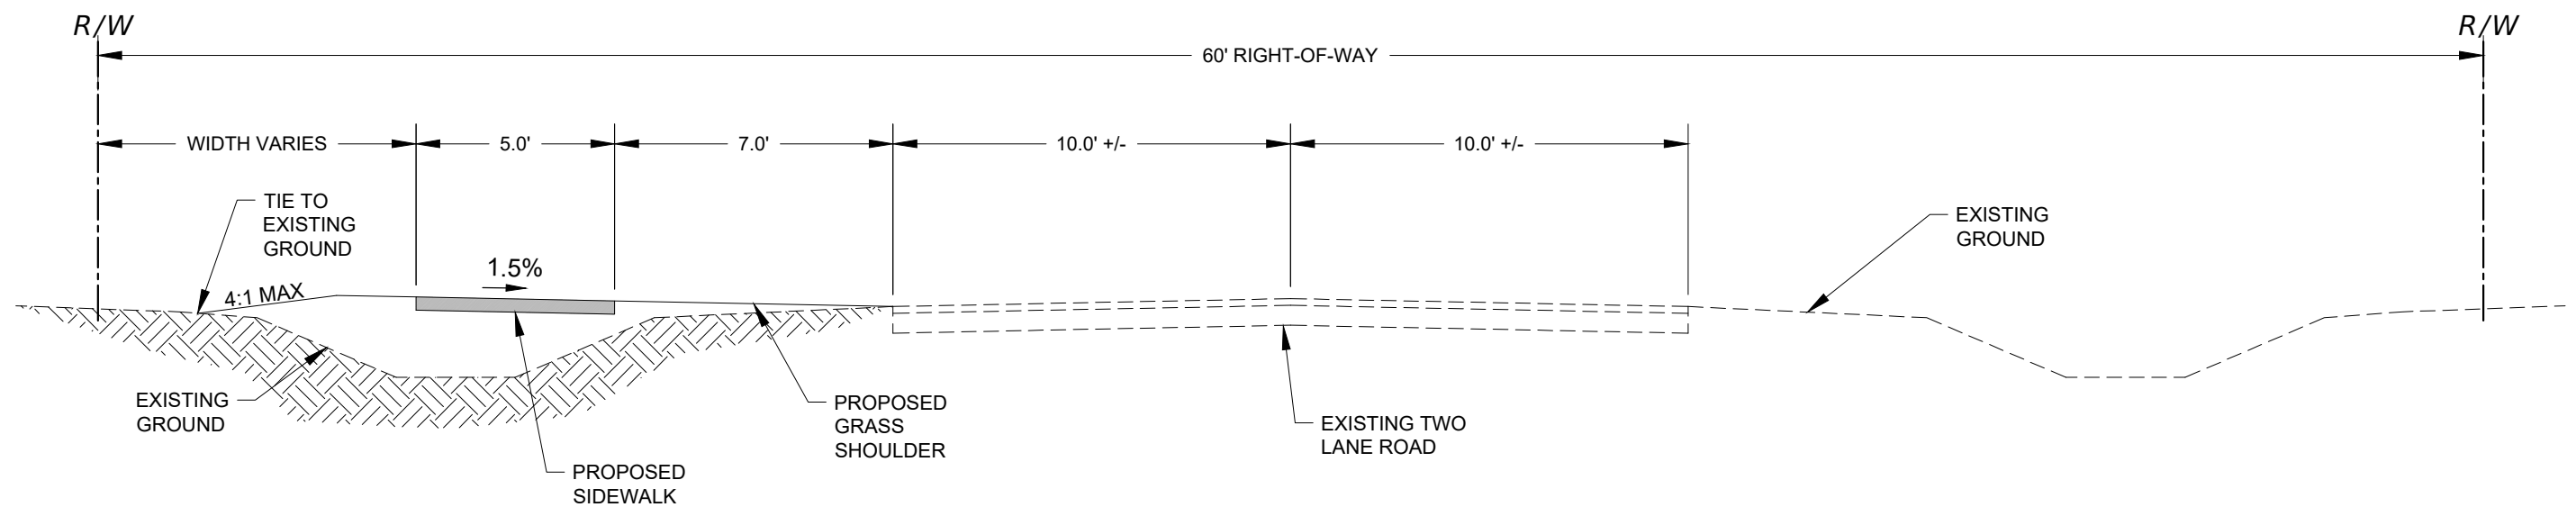 R/W
R/W
60' RIGHT-OF-WAY
WIDTH VARIES
5.0'
7.0'
10.0' +/-
10.0' +/-
TIE TO
EXISTING
GROUND
EXISTING
GROUND
1.5%
4:1 MAX
EXISTING
GROUND
PROPOSED
GRASS
SHOULDER
EXISTING TWO
LANE ROAD
PROPOSED
SIDEWALK